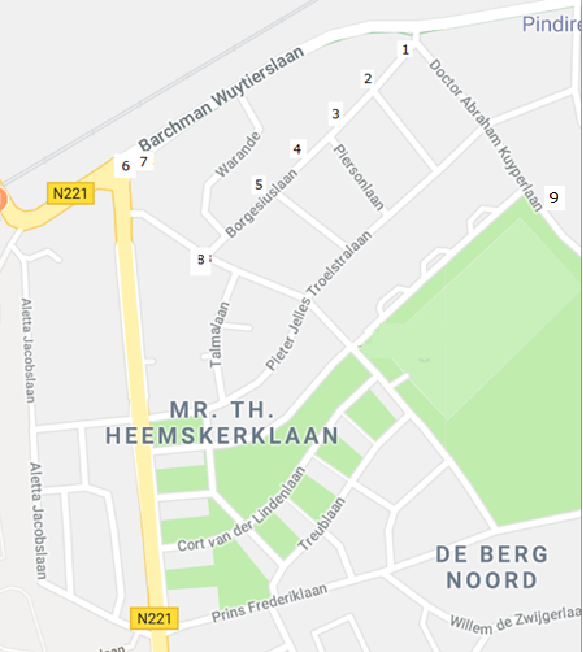 Pindire
1
2
Barchman Wuytierslaan
Doctor Abraham Kuyperlaan
3
Warande
4
Piersonlaan
6 7
N221
5
Borgesiuslaan
9
8
Pieter Jelles Troelstralaan
Aletta Jacobslaan
Talmalaan
MR. TH.
HEEMSKERKLAAN
Aletta Jacobslaan
Cort van der Lindenlaan
Treublaan
DE BERG
NOORD
Prins Frederiklaan
N221
Willem de Zwijgerlaa
laan